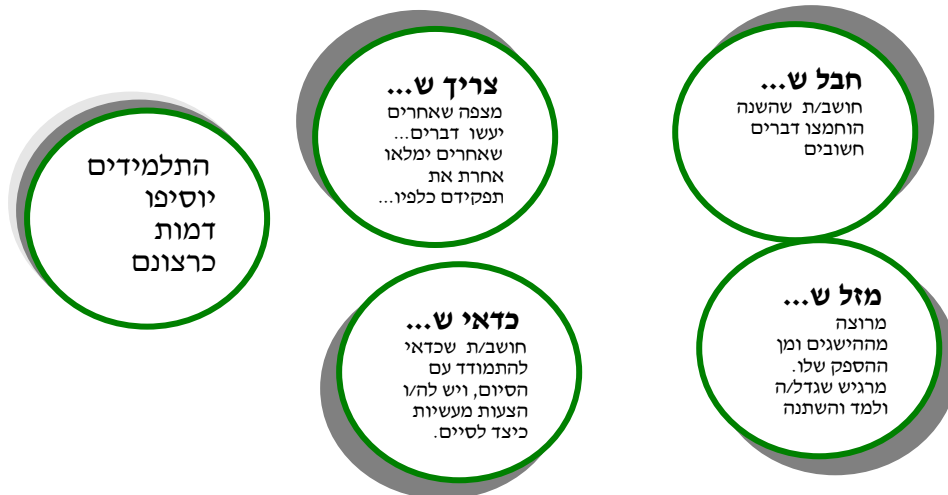 חבל ש...
חושב/ת שהשנה
הוחמצו דברים
חשובים
צריך ש...
מצפה שאחרים
יעשו דברים...
שאחרים ימלאו
אחרת את
תפקידם כלפיו...
התלמידים
יוסיפו
דמות
כרצונם
מזל ש...
מרוצה
מההישגים ומן
ההספק שלו.
מרגיש שגדל/ה
ולמד והשתנה
כדאי ש...
חושב/ת שכדאי
להתמודד עם
הסיום, ויש לה/ו
הצעות מעשיות
כיצד לסיים.